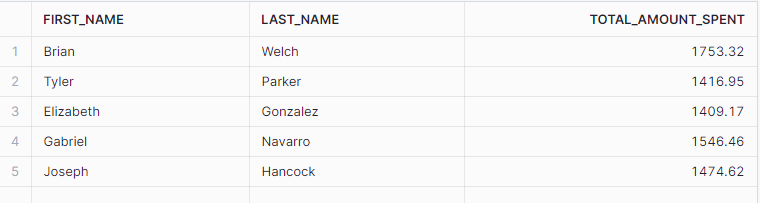 FIRST_NAME LAST_NAME TOTAL_AMOUNT_SPENT
1 Brian Welch 1753.32
2 Tyler Parker 1416.95
3 Elizabeth Gonzalez 1409.17
4 Gabriel Navarro 1546.46
5 Joseph Hancock 1474.62